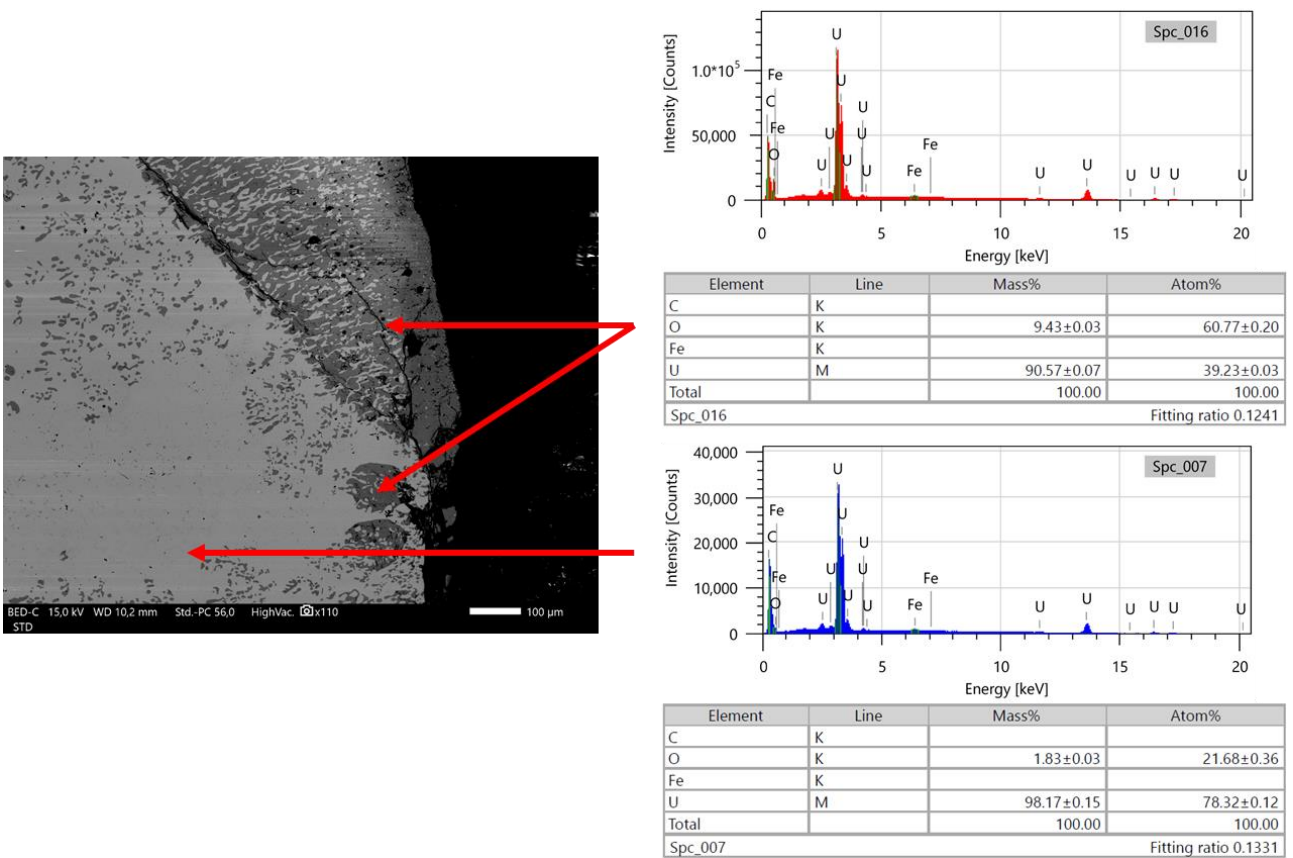 Spc_016
Intensity [Counts]
1.0*10⁵
50,000
0
Fe
C
Fe
O
U
U
U
U
U
U
U
U
Fe
Fe
U
U
U
U
U
U
0 5 10 15 20
Energy [keV]
Element Line Mass% Atom%
C K
O K 9.43±0.03 60.77±0.20
Fe K
U M 90.57±0.07 39.23±0.03
Total 100.00 100.00
Spc_016 Fitting ratio 0.1241
Spc_007
Intensity [Counts]
40,000
30,000
20,000
10,000
0
Fe
C
Fe
O
U
U
U
U
U
U
U
U
Fe
Fe
U
U
U
U
U
U
0 5 10 15 20
Energy [keV]
Element Line Mass% Atom%
C K
O K 1.83±0.03 21.68±0.36
Fe K
U M 98.17±0.15 78.32±0.12
Total 100.00 100.00
Spc_007 Fitting ratio 0.1331
BED-C 15,0 kV WD 10,2 mm Std.-PC 56,0 HighVac. x110 100 µm
STD